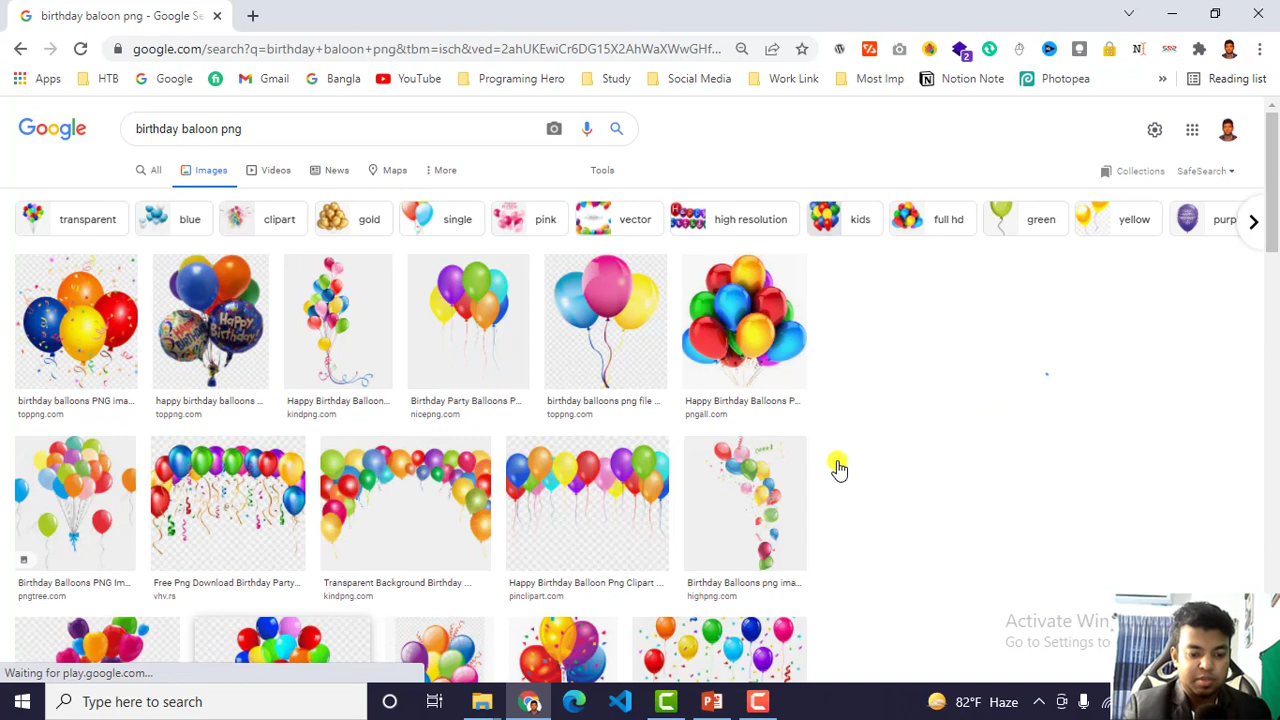 birthday baloon png - Google Se
google.com/search?q=birthday+baloon+png&tbm=isch&ved=2ahUKEwiCr6DG15X2AhWaXWwGHf...
Apps HTB Google Gmail Bangla YouTube Programing Hero Study Social Media Work Link Most Imp Notion Note Photopea » Reading list
Google birthday baloon png
All Images Videos News Maps More Tools Collections SafeSearch
transparent blue clipart gold single pink vector high resolution kids full hd green yellow purp
Happy Birthday
birthday balloons PNG ima... happy birthday balloons ... Happy Birthday Balloon... Birthday Party Balloons P... birthday balloons png file ... Happy Birthday Balloons P...
toppng.com toppng.com kindpng.com nicepng.com toppng.com pngall.com
Birthday Balloons PNG Im... Free Png Download Birthday Party... Transparent Background Birthday ... Happy Birthday Balloon Png Clipart ... Birthday Balloons png ima...
pngtree.com vhv.rs kindpng.com pinclipart.com highpng.com
Activate Win
Go to Settings to
Waiting for play.google.com...
Type here to search
82°F Haze